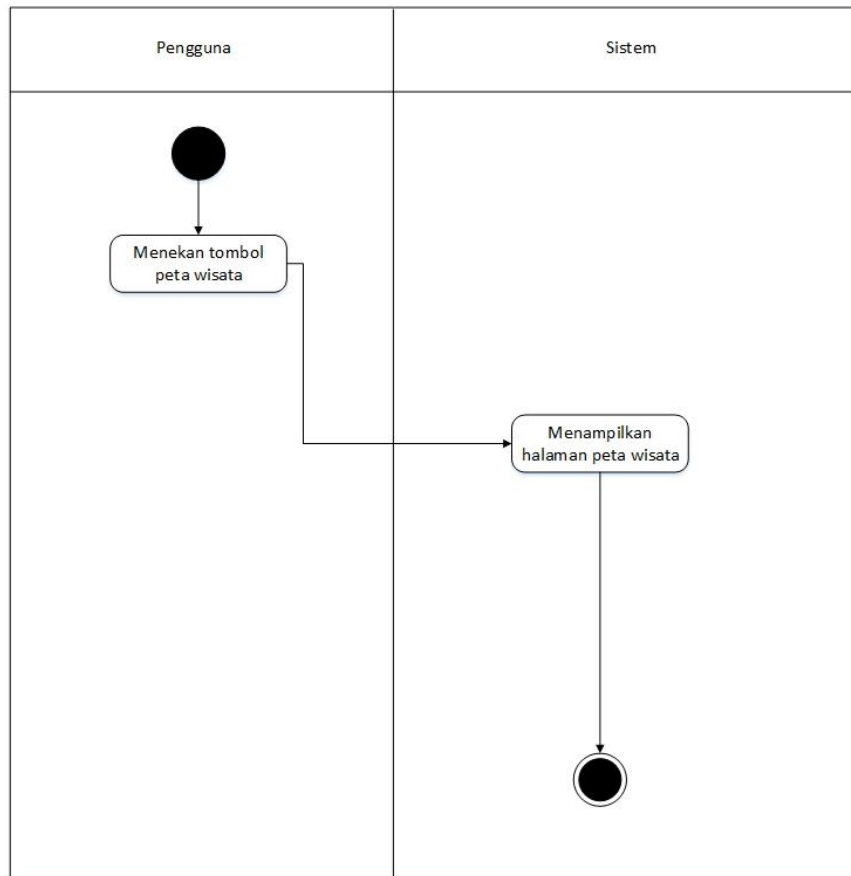 Pengguna
Sistem
Menekan tombol
peta wisata
Menampilkan
halaman peta wisata